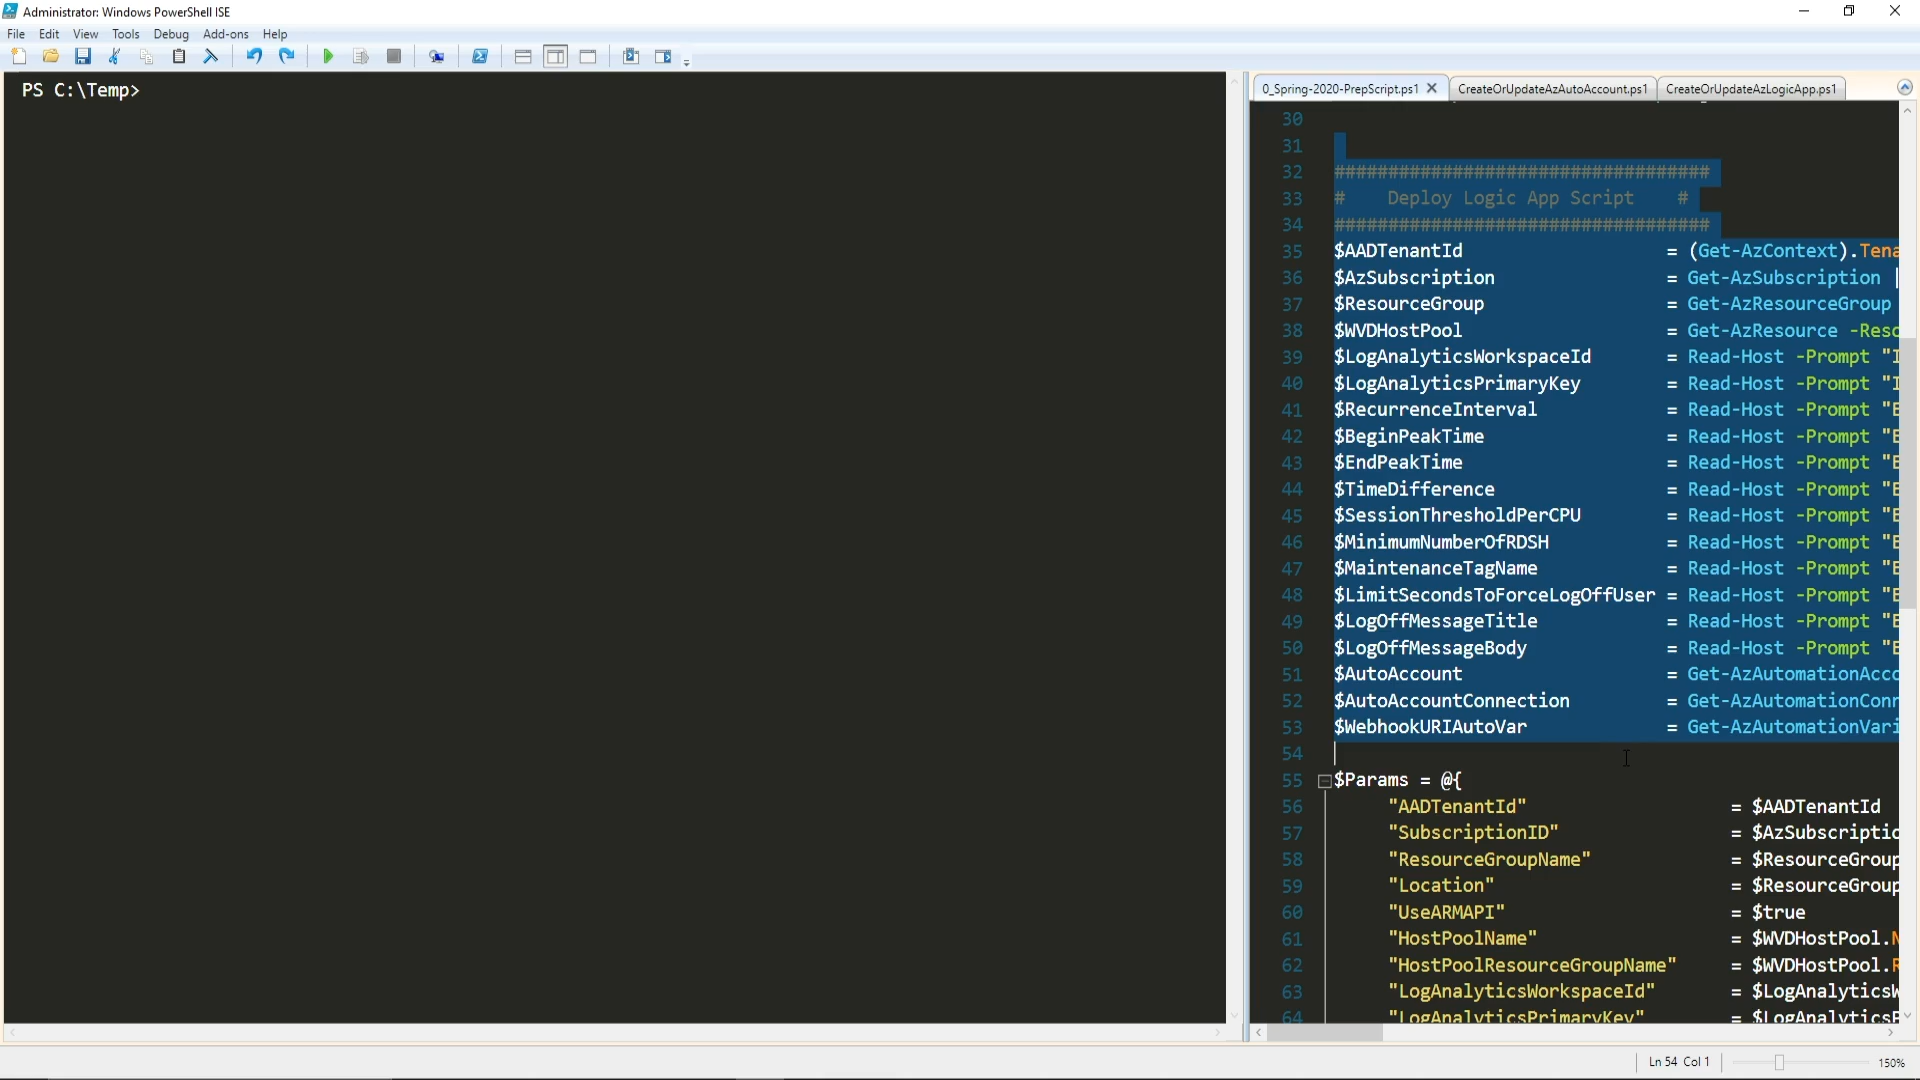 Administrator: Windows PowerShell ISE
File Edit View Tools Debug Add-ons Help
PS C:\Temp>
0_Spring-2020-PrepScript.ps1 CreateOrUpdateAzAutoAccount.ps1 CreateOrUpdateAzLogicApp.ps1
30
31
32 ###################################
33 # Deploy Logic App Script #
34 ###################################
35 $AADTenantId = (Get-AzContext).Tena
36 $AzSubscription = Get-AzSubscription |
37 $ResourceGroup = Get-AzResourceGroup
38 $WVDHostPool = Get-AzResource -Reso
39 $LogAnalyticsWorkspaceId = Read-Host -Prompt "I
40 $LogAnalyticsPrimaryKey = Read-Host -Prompt "I
41 $RecurrenceInterval = Read-Host -Prompt "E
42 $BeginPeakTime = Read-Host -Prompt "E
43 $EndPeakTime = Read-Host -Prompt "E
44 $TimeDifference = Read-Host -Prompt "E
45 $SessionThresholdPerCPU = Read-Host -Prompt "E
46 $MinimumNumberOfRDSH = Read-Host -Prompt "E
47 $MaintenanceTagName = Read-Host -Prompt "E
48 $LimitSecondsToForceLogOffUser = Read-Host -Prompt "E
49 $LogOffMessageTitle = Read-Host -Prompt "E
50 $LogOffMessageBody = Read-Host -Prompt "E
51 $AutoAccount = Get-AzAutomationAcco
52 $AutoAccountConnection = Get-AzAutomationConn
53 $WebhookURIAutoVar = Get-AzAutomationVari
54
55 $Params = @{
56 "AADTenantId" = $AADTenantId
57 "SubscriptionID" = $AzSubscriptio
58 "ResourceGroupName" = $ResourceGroup
59 "Location" = $ResourceGroup
60 "UseARMAPI" = $true
61 "HostPoolName" = $WVDHostPool.N
62 "HostPoolResourceGroupName" = $WVDHostPool.R
63 "LogAnalyticsWorkspaceId" = $LogAnalyticsW
64 "LogAnalyticsPrimaryKey" = $LogAnalyticsP
Ln 54 Col 1 150%